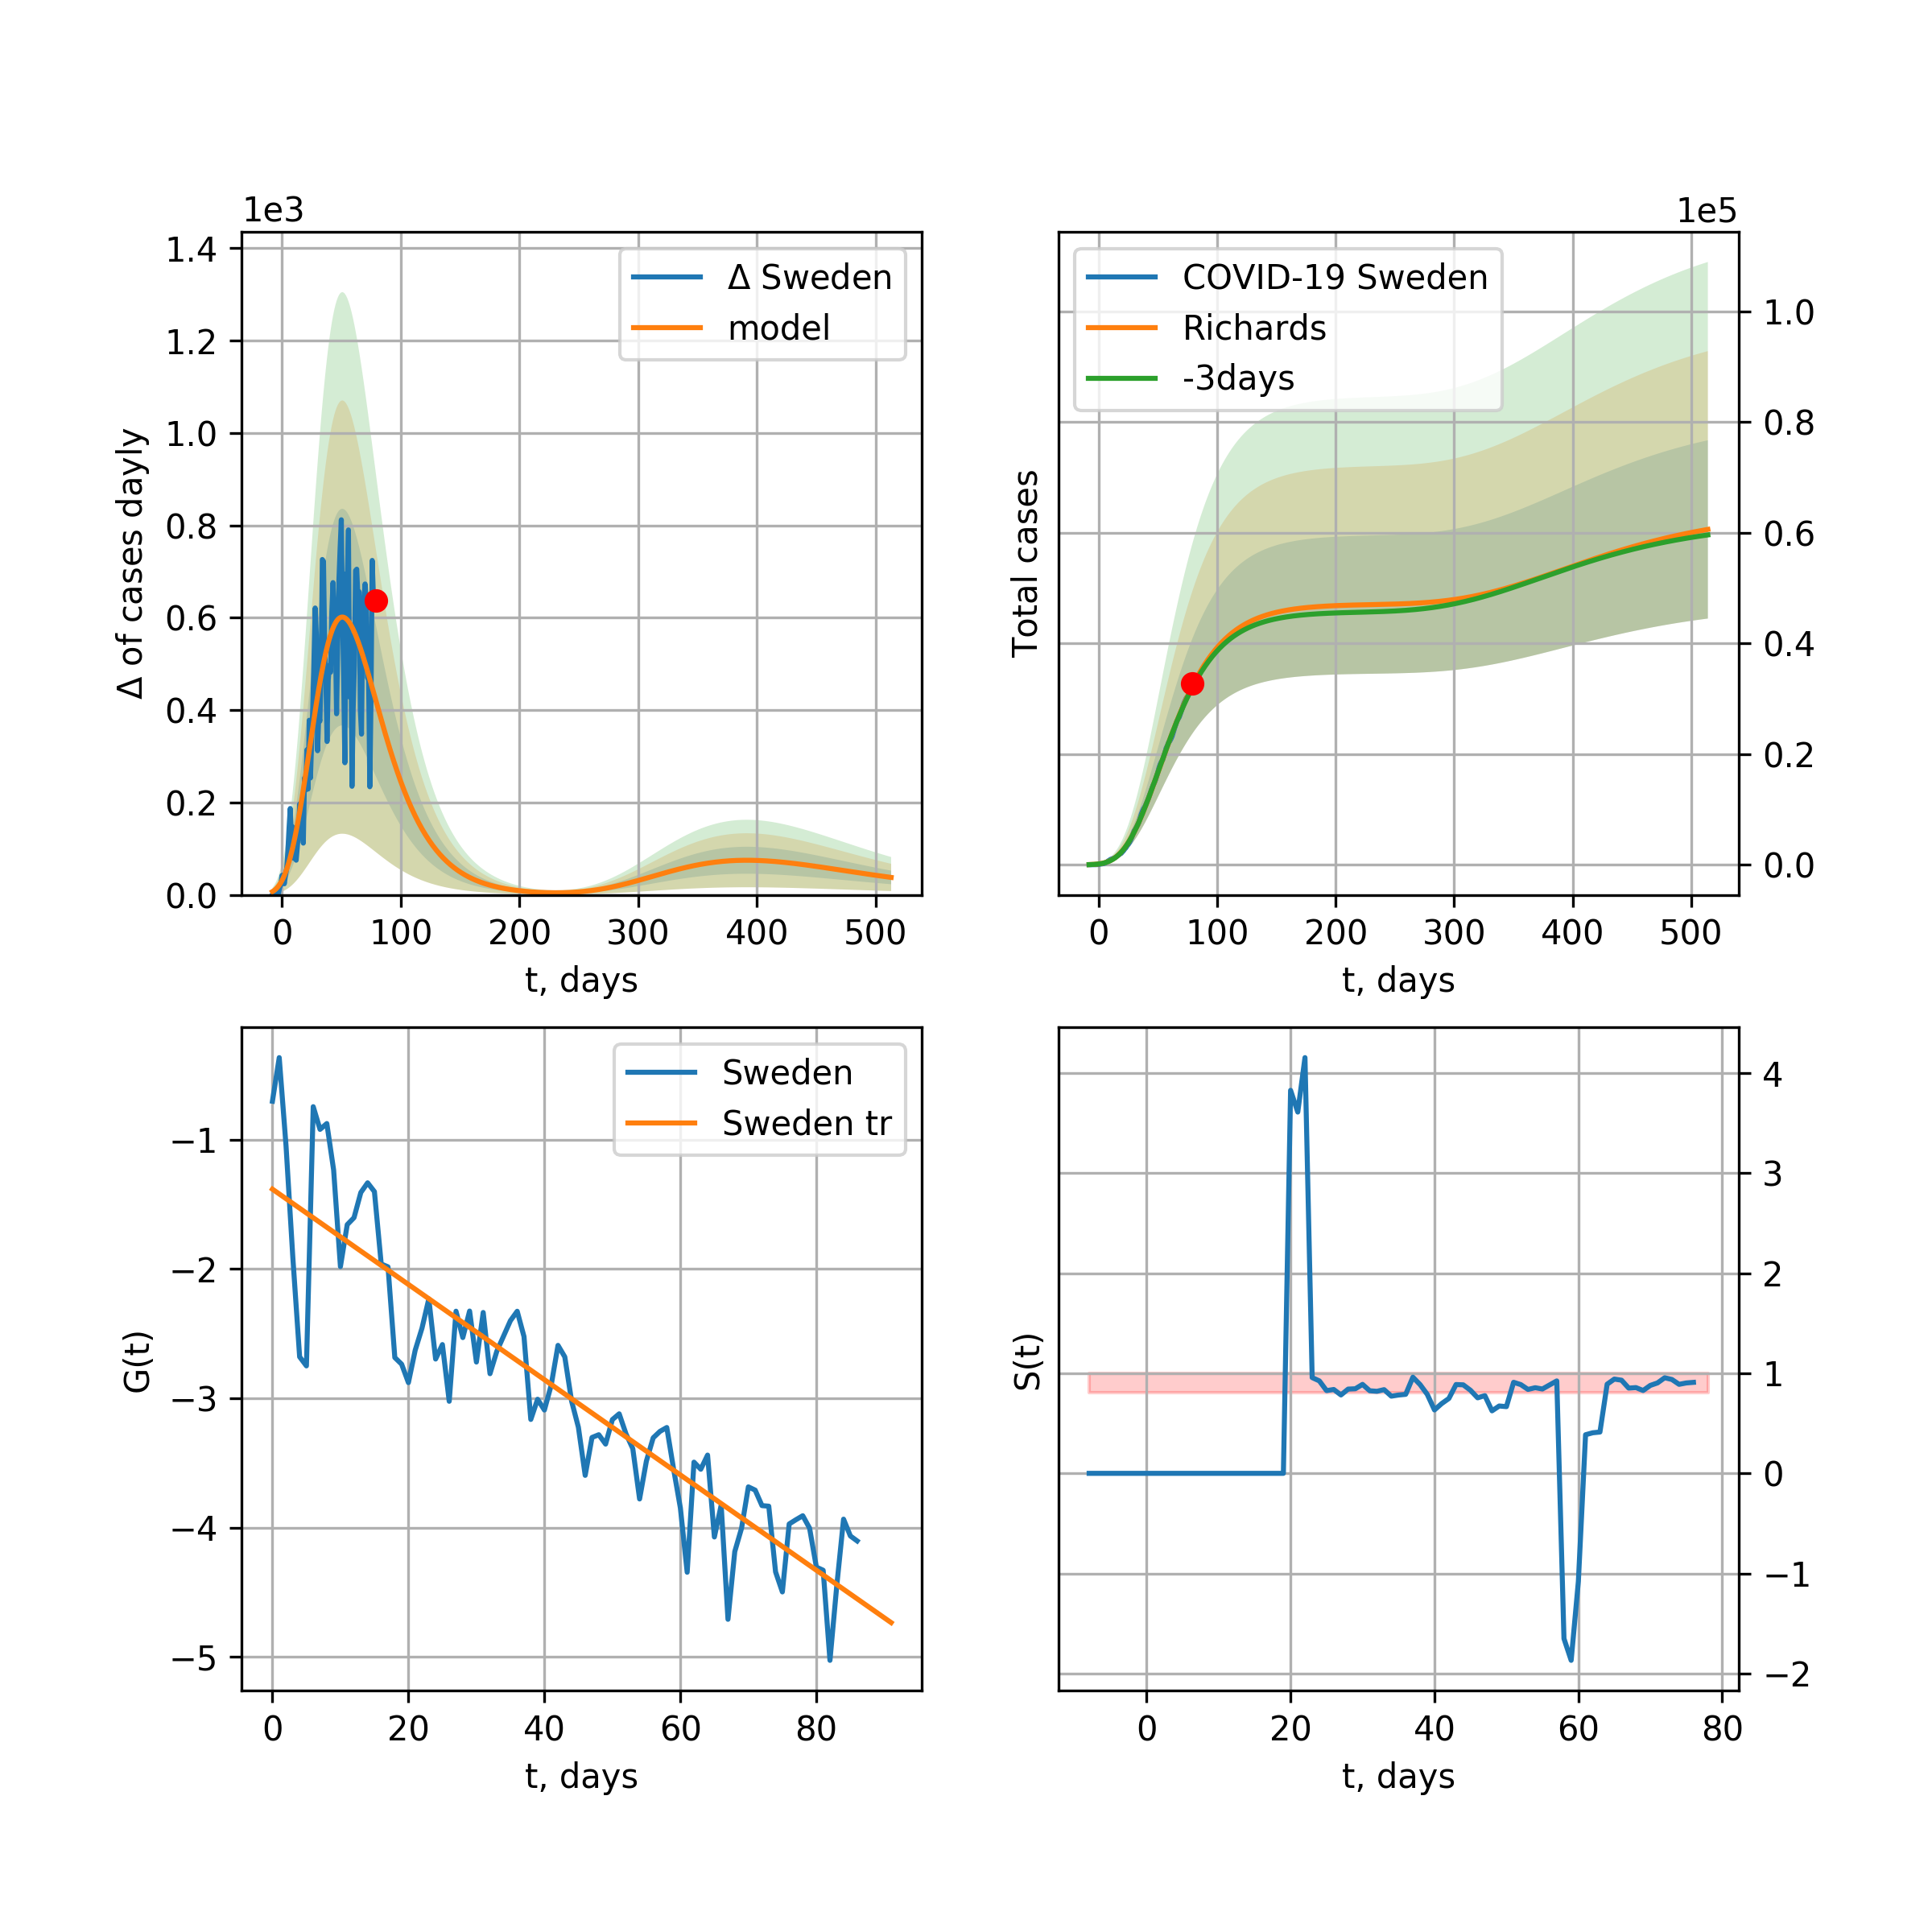 1e3
1.4
1.2
1.0
0.8
0.6
0.4
0.2
0.0
Δ of cases dayly
Δ Sweden
model
0 100 200 300 400 500
t, days
1e5
COVID-19 Sweden
Richards
-3days
Total cases
1.0
0.8
0.6
0.4
0.2
0.0
0 100 200 300 400 500
t, days
Sweden
Sweden tr
G(t)
−1
−2
−3
−4
−5
0 20 40 60 80
t, days
S(t)
4
3
2
1
0
−1
−2
0 20 40 60 80
t, days